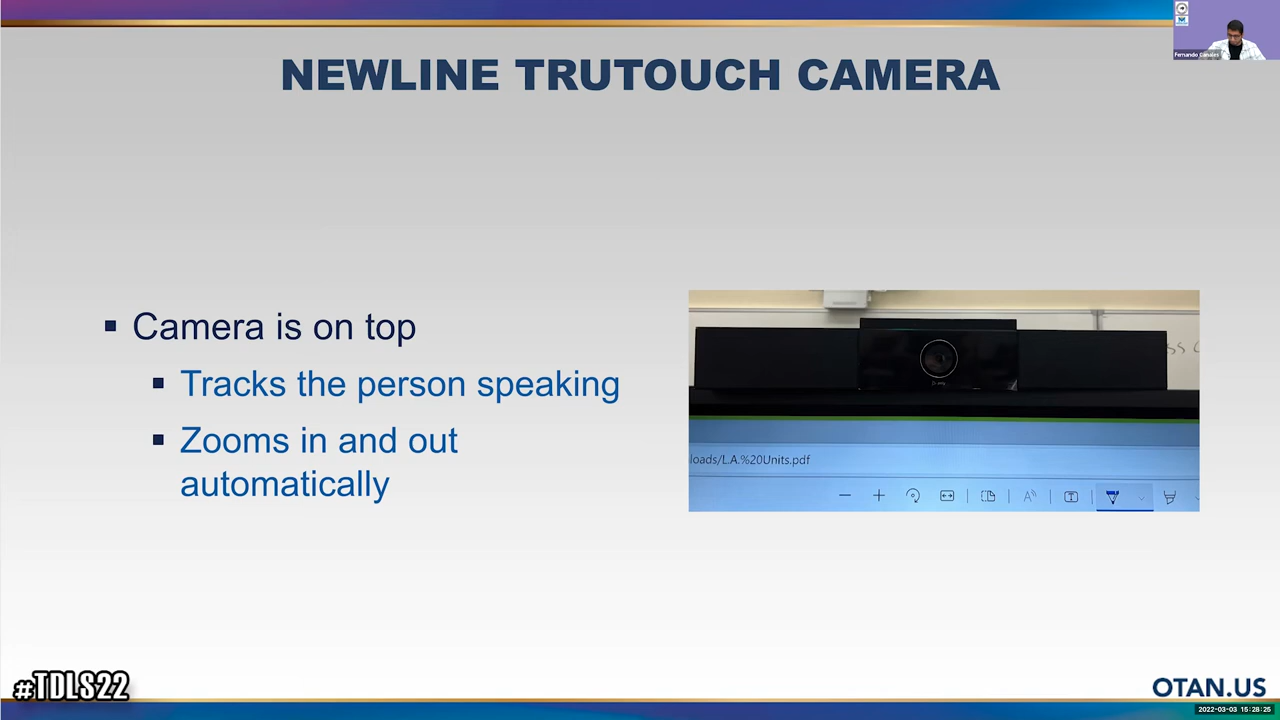 NEWLINE TRUTOUCH CAMERA
Fernando Canales
▪ Camera is on top
▪ Tracks the person speaking
▪ Zooms in and out
automatically
loads/L.A.%20Units.pdf
#TDLS22
OTAN.US
2022-03-03 15:28:25